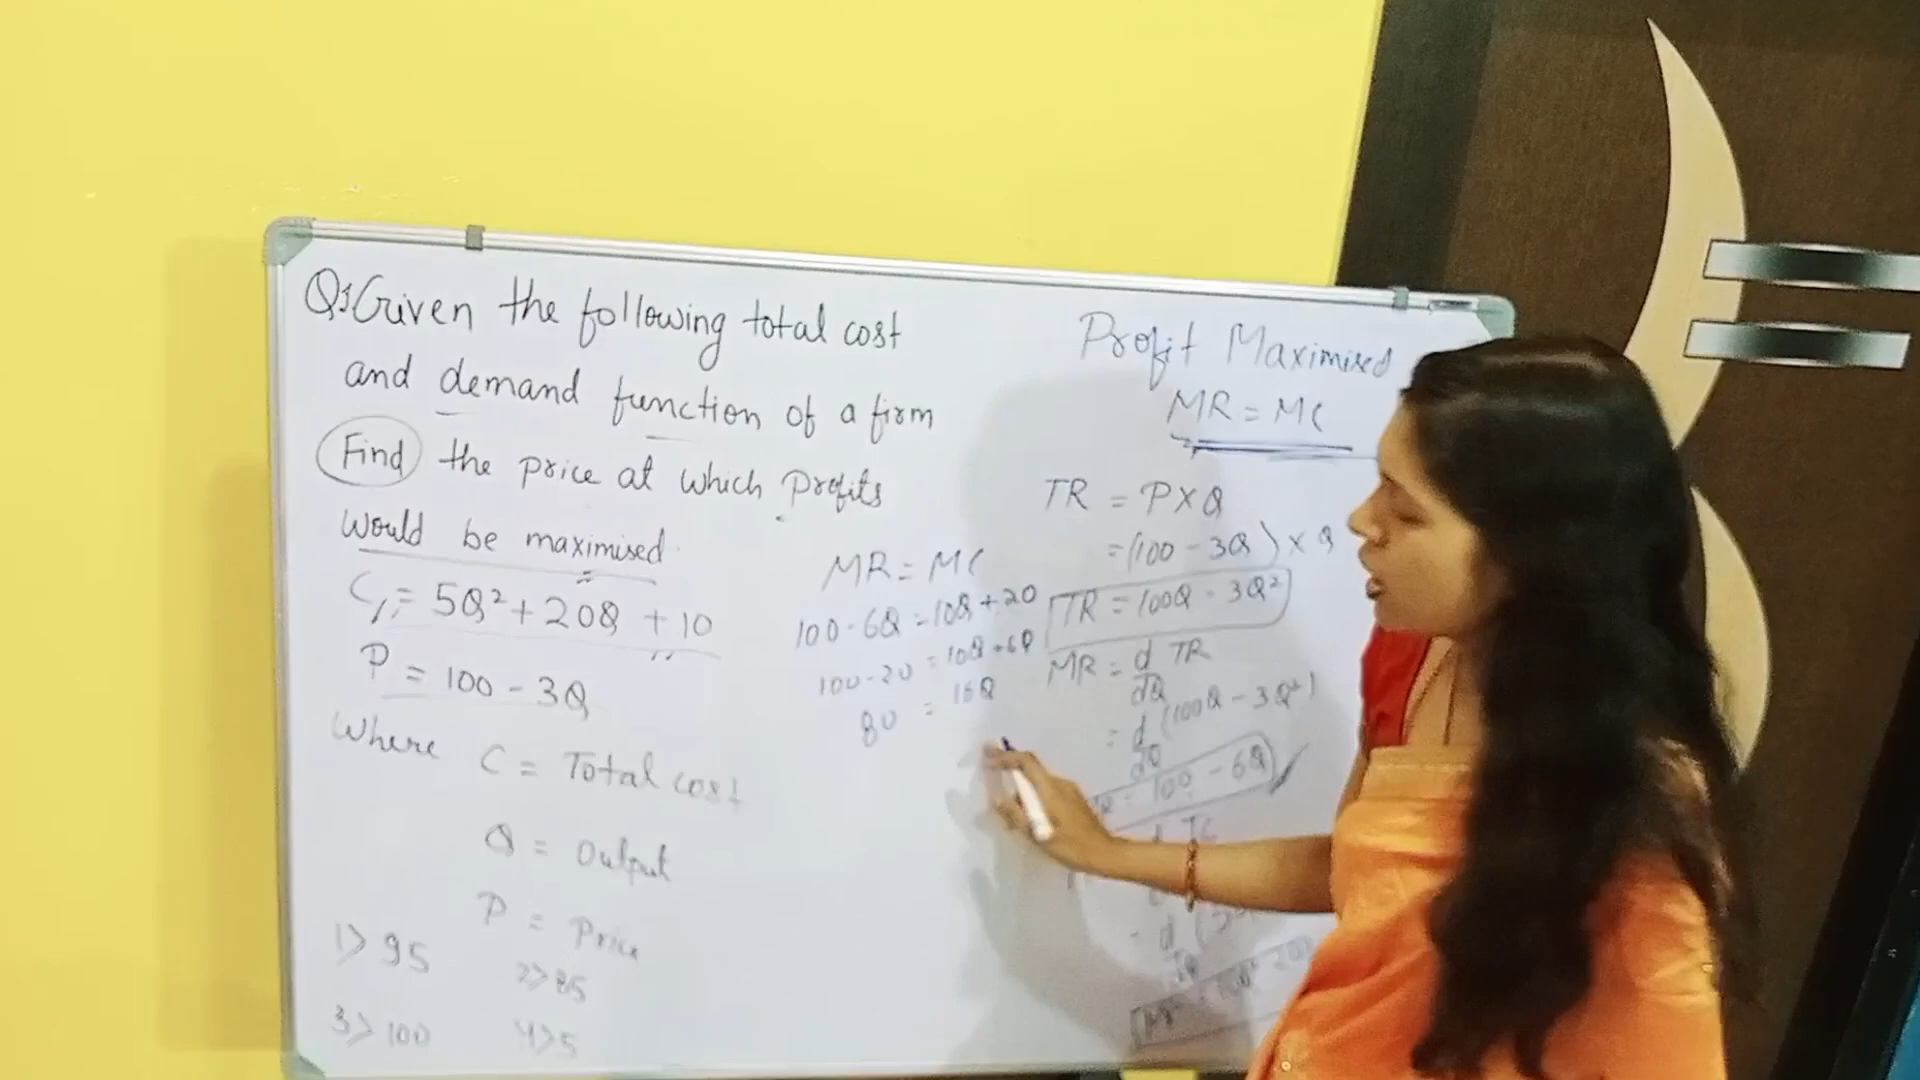 Q1 Given the following total cost
and demand function of a firm
Find the price at which Profits
would be maximised
C = 5Q² + 20Q + 10
P = 100 - 3Q
Where C = Total cost
Q = Output
P = Price
1> 95
2> 85
3> 100
4> 5
MR = MC
100 - 6Q = 10Q + 20
100 - 20 = 10Q + 6Q
80 = 16Q
Profit Maximised
MR = MC
TR = P X Q
= (100 - 3Q) X Q
TR = 100Q - 3Q²
MR = d TR
dQ
= d (100Q - 3Q²)
dQ
= 100 - 6Q
d TC